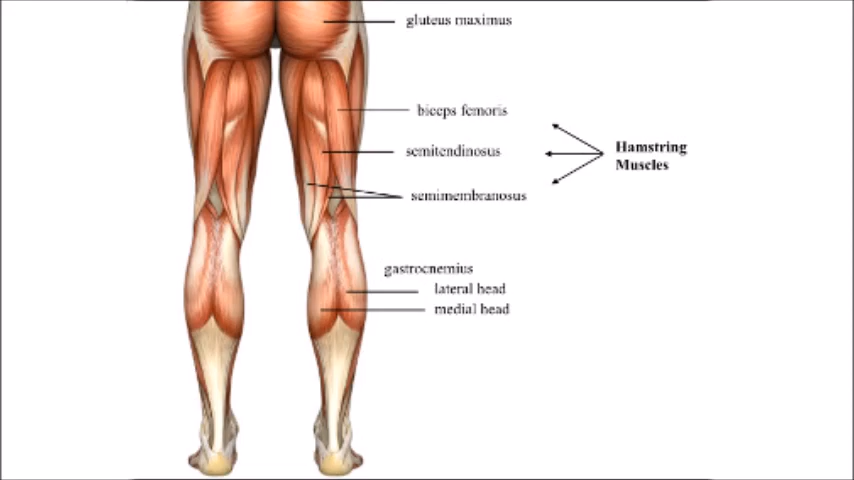 gluteus maximus
biceps femoris
semitendinosus
Hamstring
Muscles
semimembranosus
gastrocnemius
lateral head
medial head